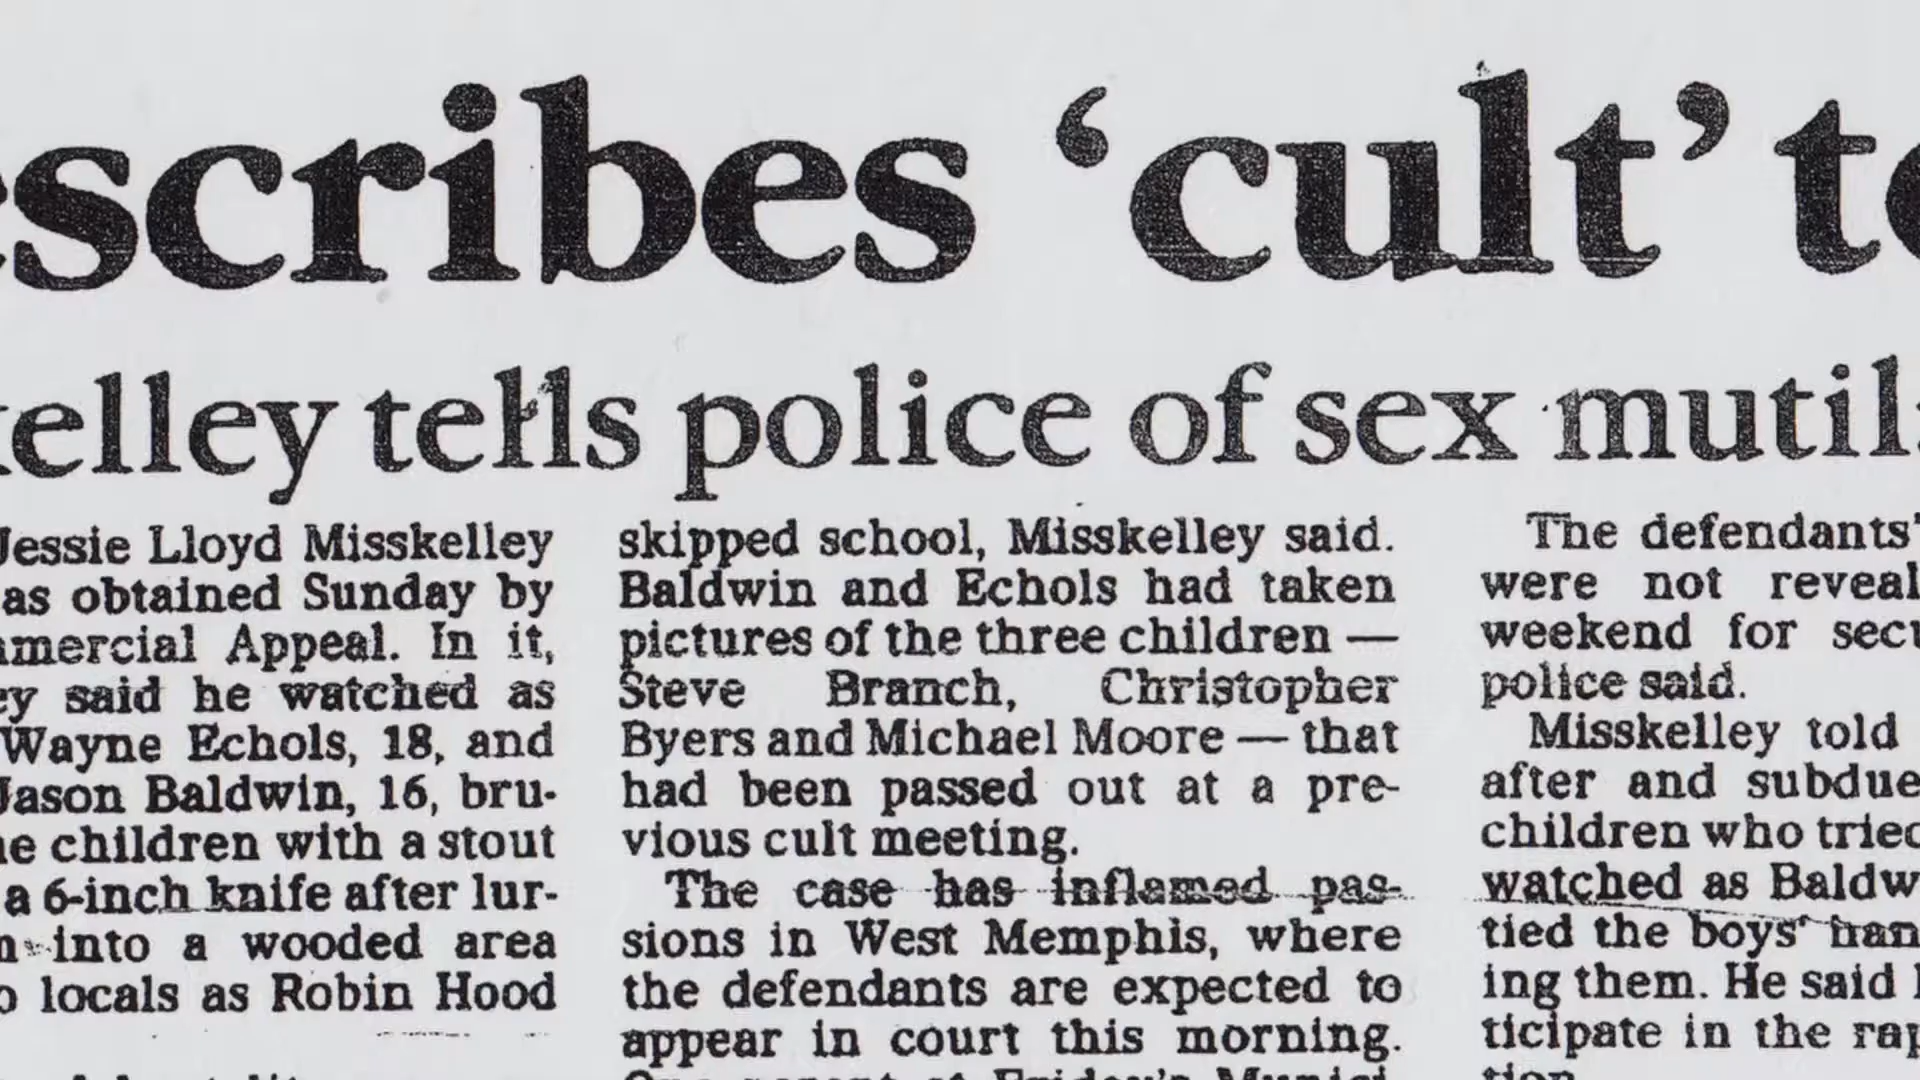 scribes ‘cult’
elley tells police of sex
Jessie Lloyd Misskelley
as obtained Sunday by
mmercial Appeal. In it,
ey said he watched as
Wayne Echols, 18, and
Jason Baldwin, 16, bru-
he children with a stout
a 6-inch knife after lur-
into a wooded area
o locals as Robin Hood
skipped school, Misskelley said.
Baldwin and Echols had taken
pictures of the three children —
Steve Branch, Christopher
Byers and Michael Moore — that
had been passed out at a pre-
vious cult meeting.
The case has inflamed pas-
sions in West Memphis, where
the defendants are expected to
appear in court this morning.
The defendants’
were not reveal
weekend for secu
police said.
Misskelley told
after and subdue
children who tried
watched as Baldw
tied the boys’ han
ing them. He said
ticipate in the rap